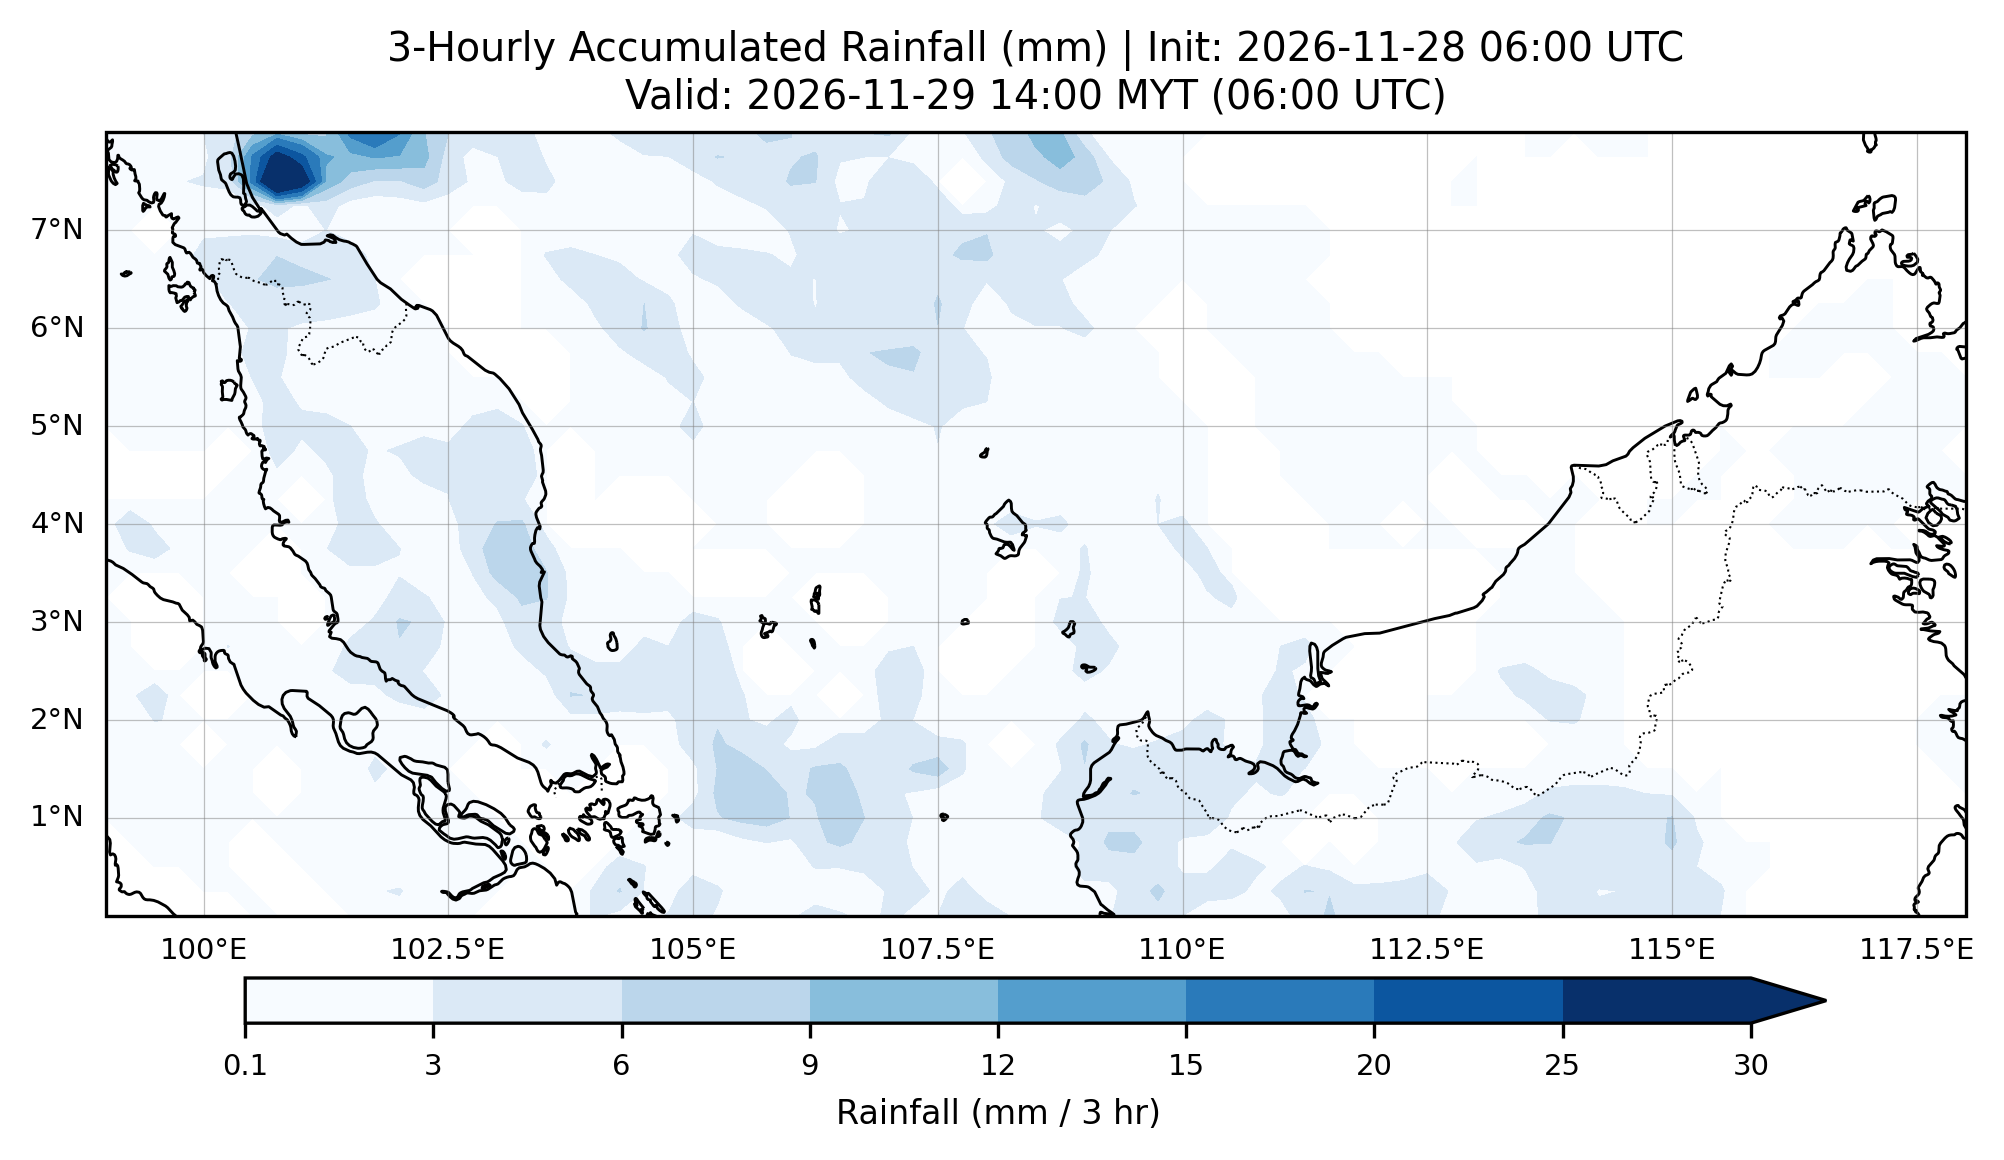 3-Hourly Accumulated Rainfall (mm) | Init: 2026-11-28 06:00 UTC
Valid: 2026-11-29 14:00 MYT (06:00 UTC)
7°N
6°N
5°N
4°N
3°N
2°N
1°N
100°E 102.5°E 105°E 107.5°E 110°E 112.5°E 115°E 117.5°E
0.1 3 6 9 12 15 20 25 30
Rainfall (mm / 3 hr)